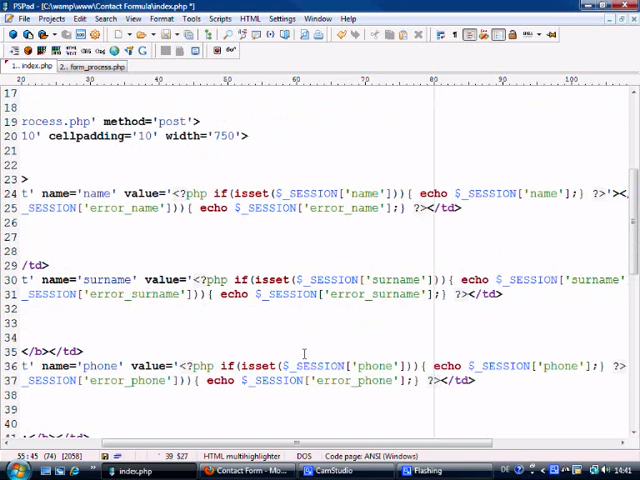 PSPad - [C:\wamp\www\Contact Formula\index.php *]
File Projects Edit Search View Format Tools Scripts HTML Settings Window Help
1.. index.php 2.. form_process.php
20 30 40 50 60 70 80 90 100
17
18
19 rocess.php' method='post'>
20 10' cellpadding='10' width='750'>
21
22
23 >
24 t' name='name' value='<?php if(isset($_SESSION['name'])){ echo $_SESSION['name'];} ?>'></
25 _SESSION['error_name'])){ echo $_SESSION['error_name'];} ?></td>
26
27
28
29 /td>
30 t' name='surname' value='<?php if(isset($_SESSION['surname'])){ echo $_SESSION['surname'
31 _SESSION['error_surname'])){ echo $_SESSION['error_surname'];} ?></td>
32
33
34
35 </b></td>
36 t' name='phone' value='<?php if(isset($_SESSION['phone'])){ echo $_SESSION['phone'];} ?>
37 _SESSION['error_phone'])){ echo $_SESSION['error_phone'];} ?></td>
38
39
40
41 :</b></td>
55 : 45 (74) [2058] 39 $27 HTML multihighlighter DOS Code page: ANSI (Windows)
index.php Contact Form - Mo... CamStudio Flashing DE 14:41